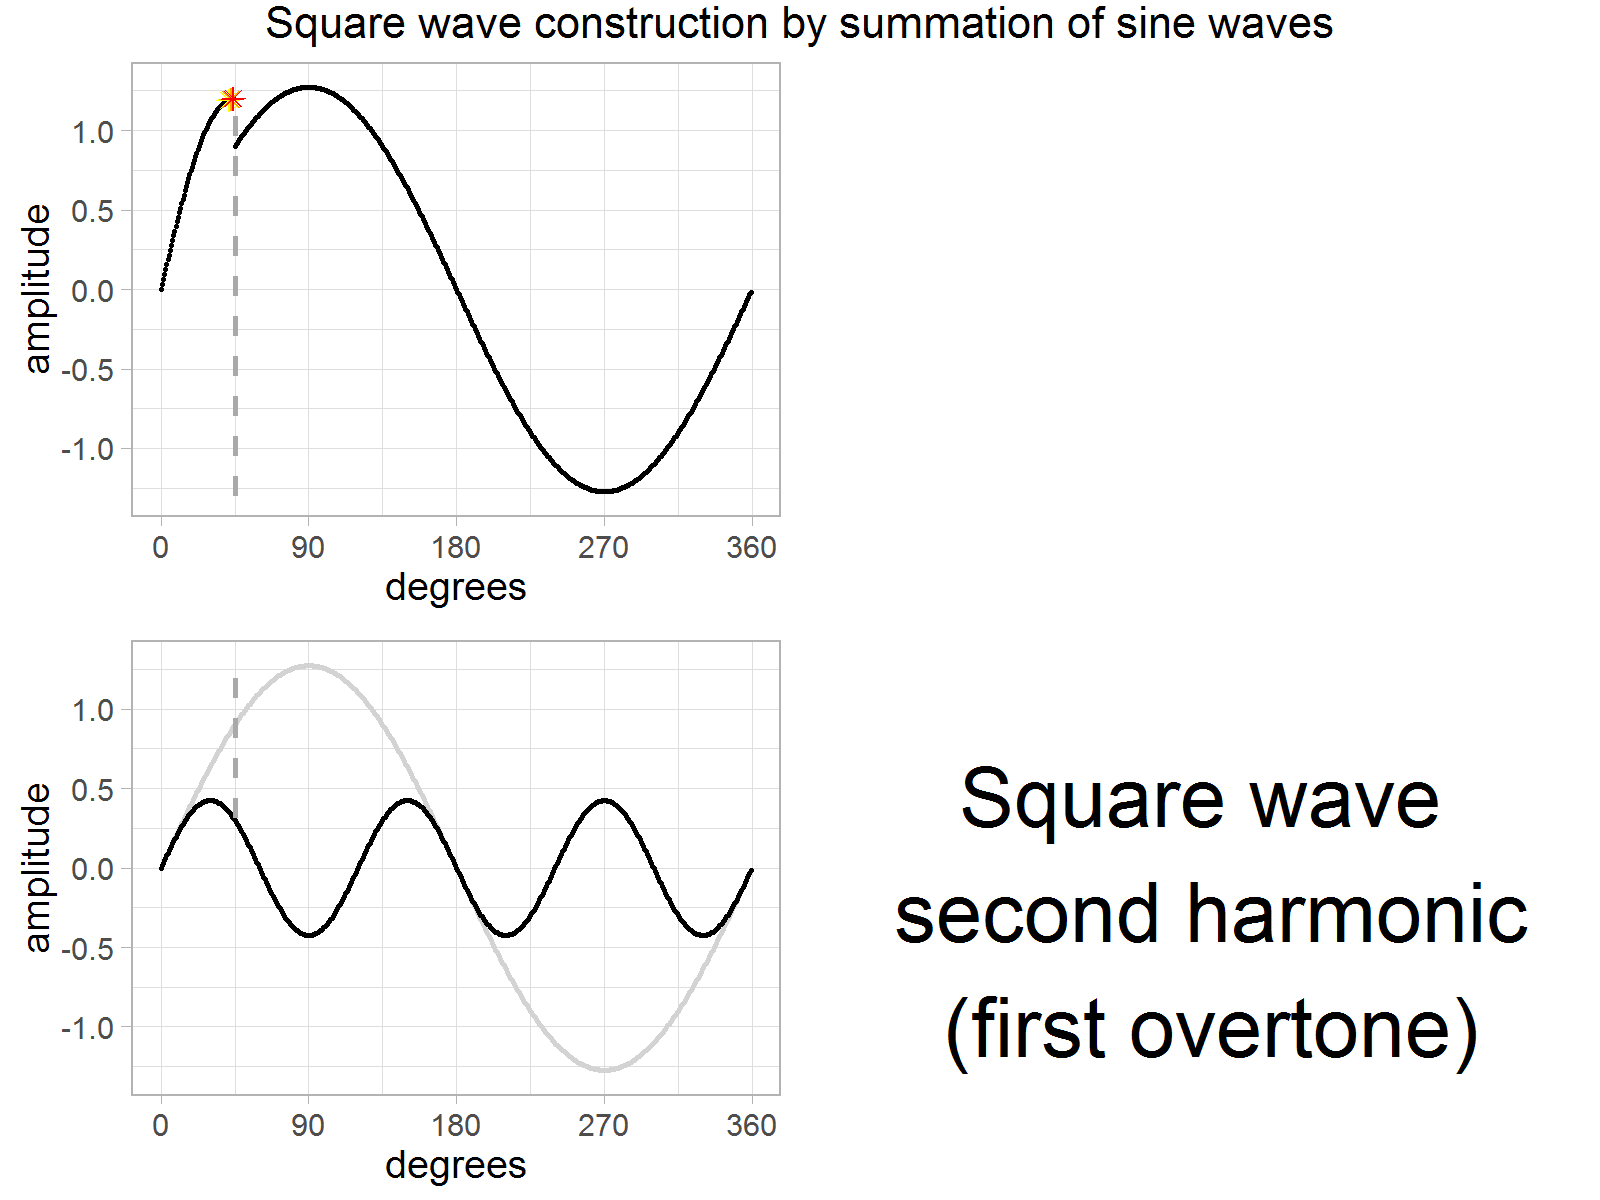 Square wave construction by summation of sine waves
amplitude
1.0
0.5
0.0
-0.5
-1.0
0 90 180 270 360
degrees
amplitude
1.0
0.5
0.0
-0.5
-1.0
0 90 180 270 360
degrees
Square wave
second harmonic
(first overtone)